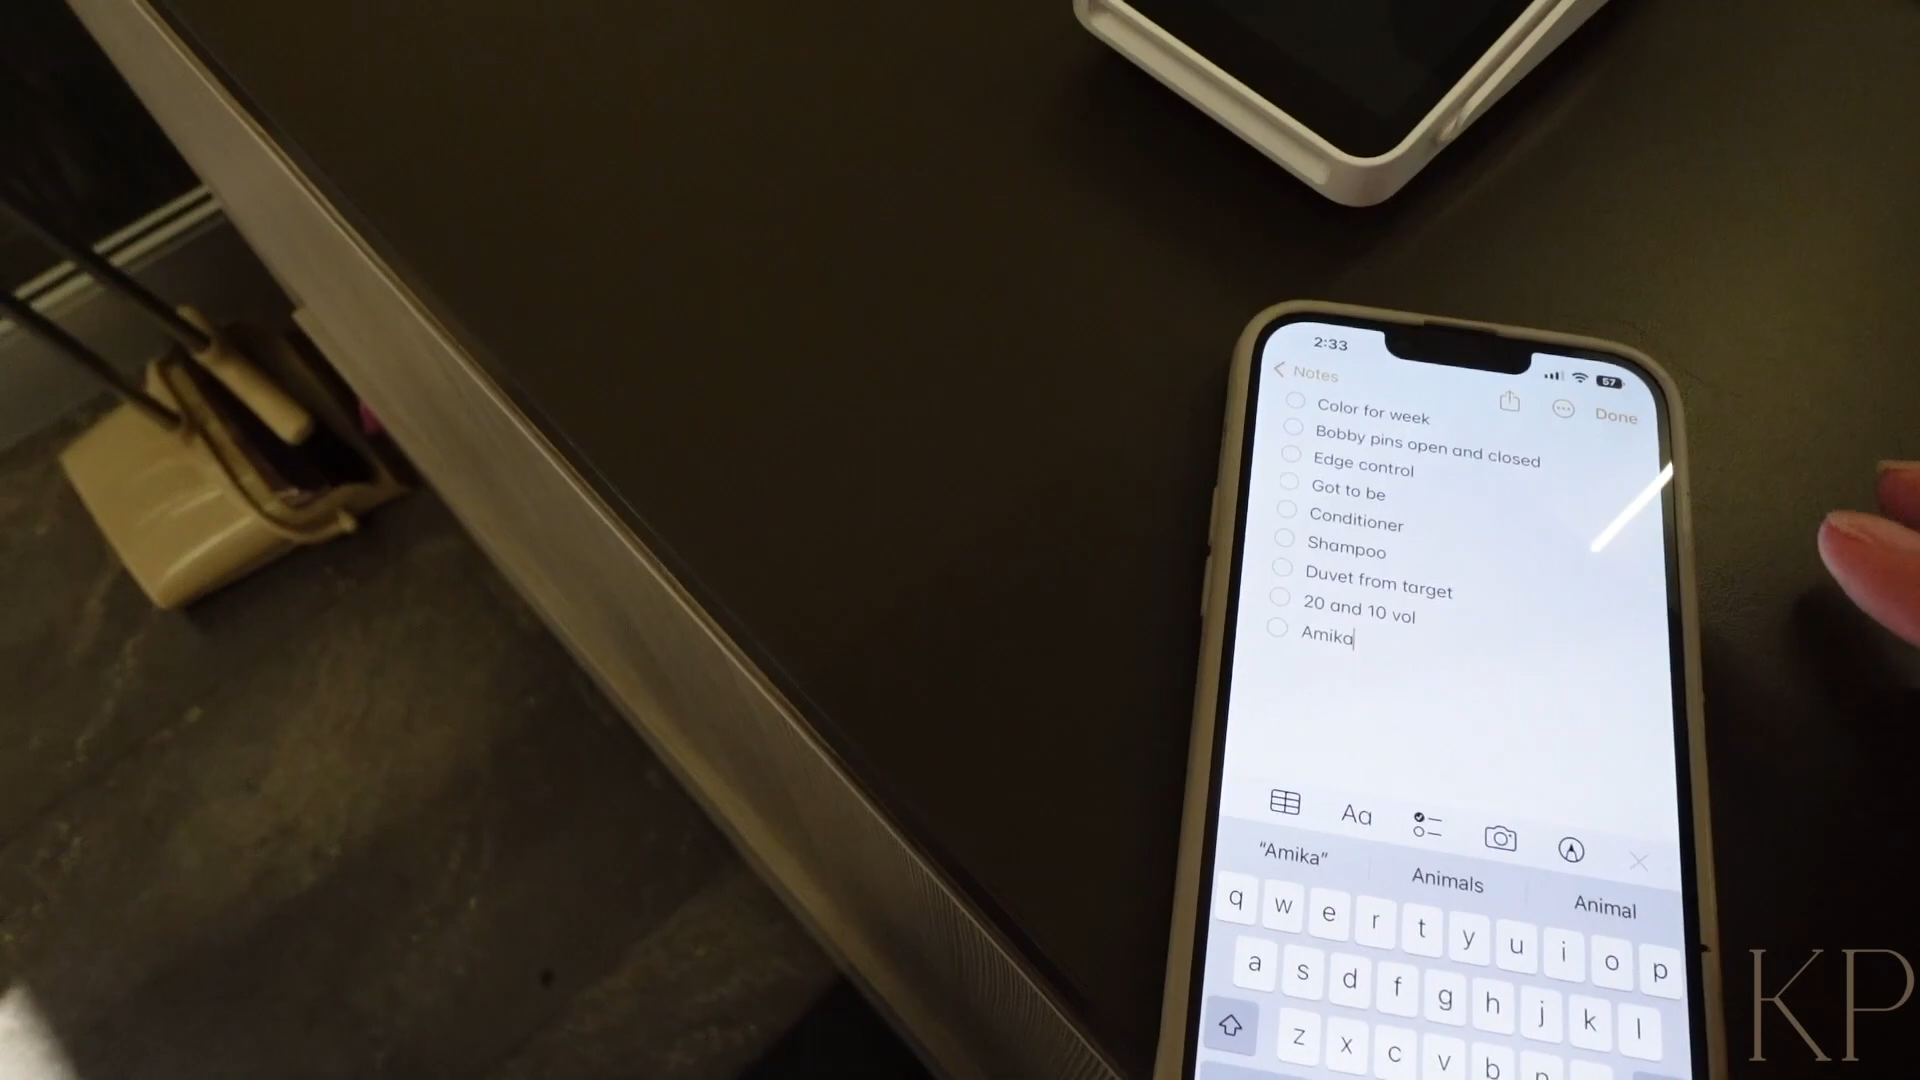 2:33
57
Notes
Done
Color for week
Bobby pins open and closed
Edge control
Got to be
Conditioner
Shampoo
Duvet from target
20 and 10 vol
Amika
Aa
"Amika"
Animals
Animal
q w e r t y u i o p
a s d f g h j k l
z x c v b
KP